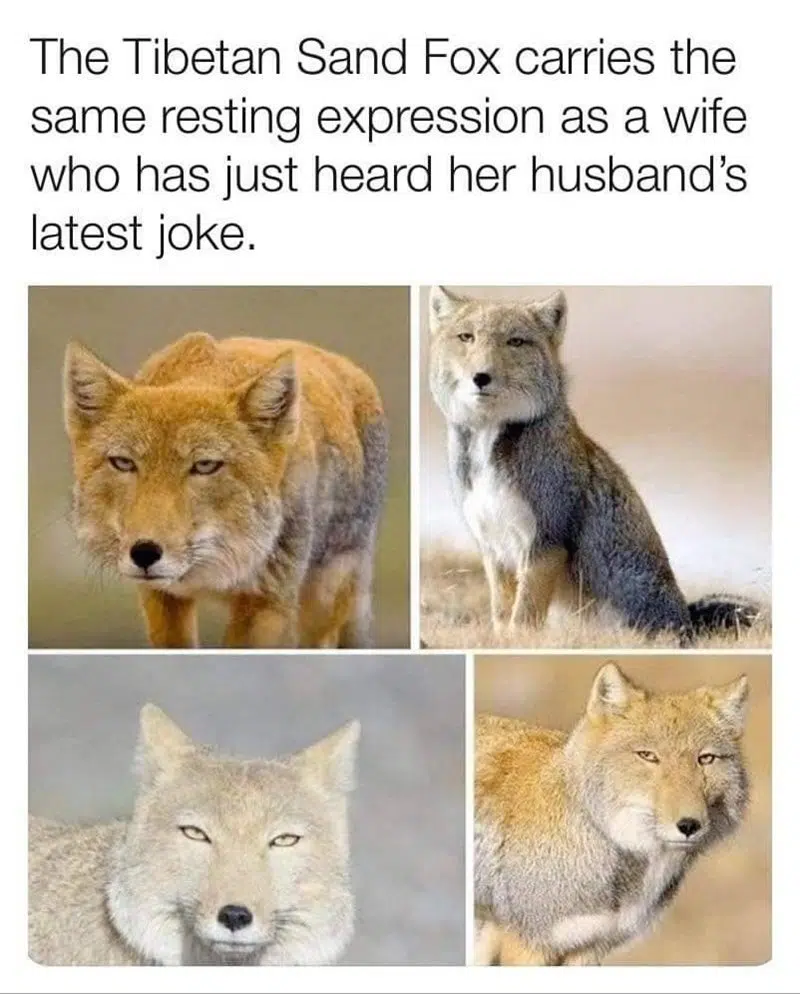 The Tibetan Sand Fox carries the
same resting expression as a wife
who has just heard her husband’s
latest joke.